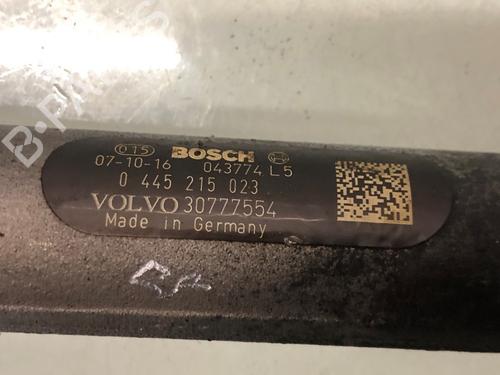 015 BOSCH
07-10-16 043774 L5
0 445 215 023
VOLVO 30777554
Made in Germany